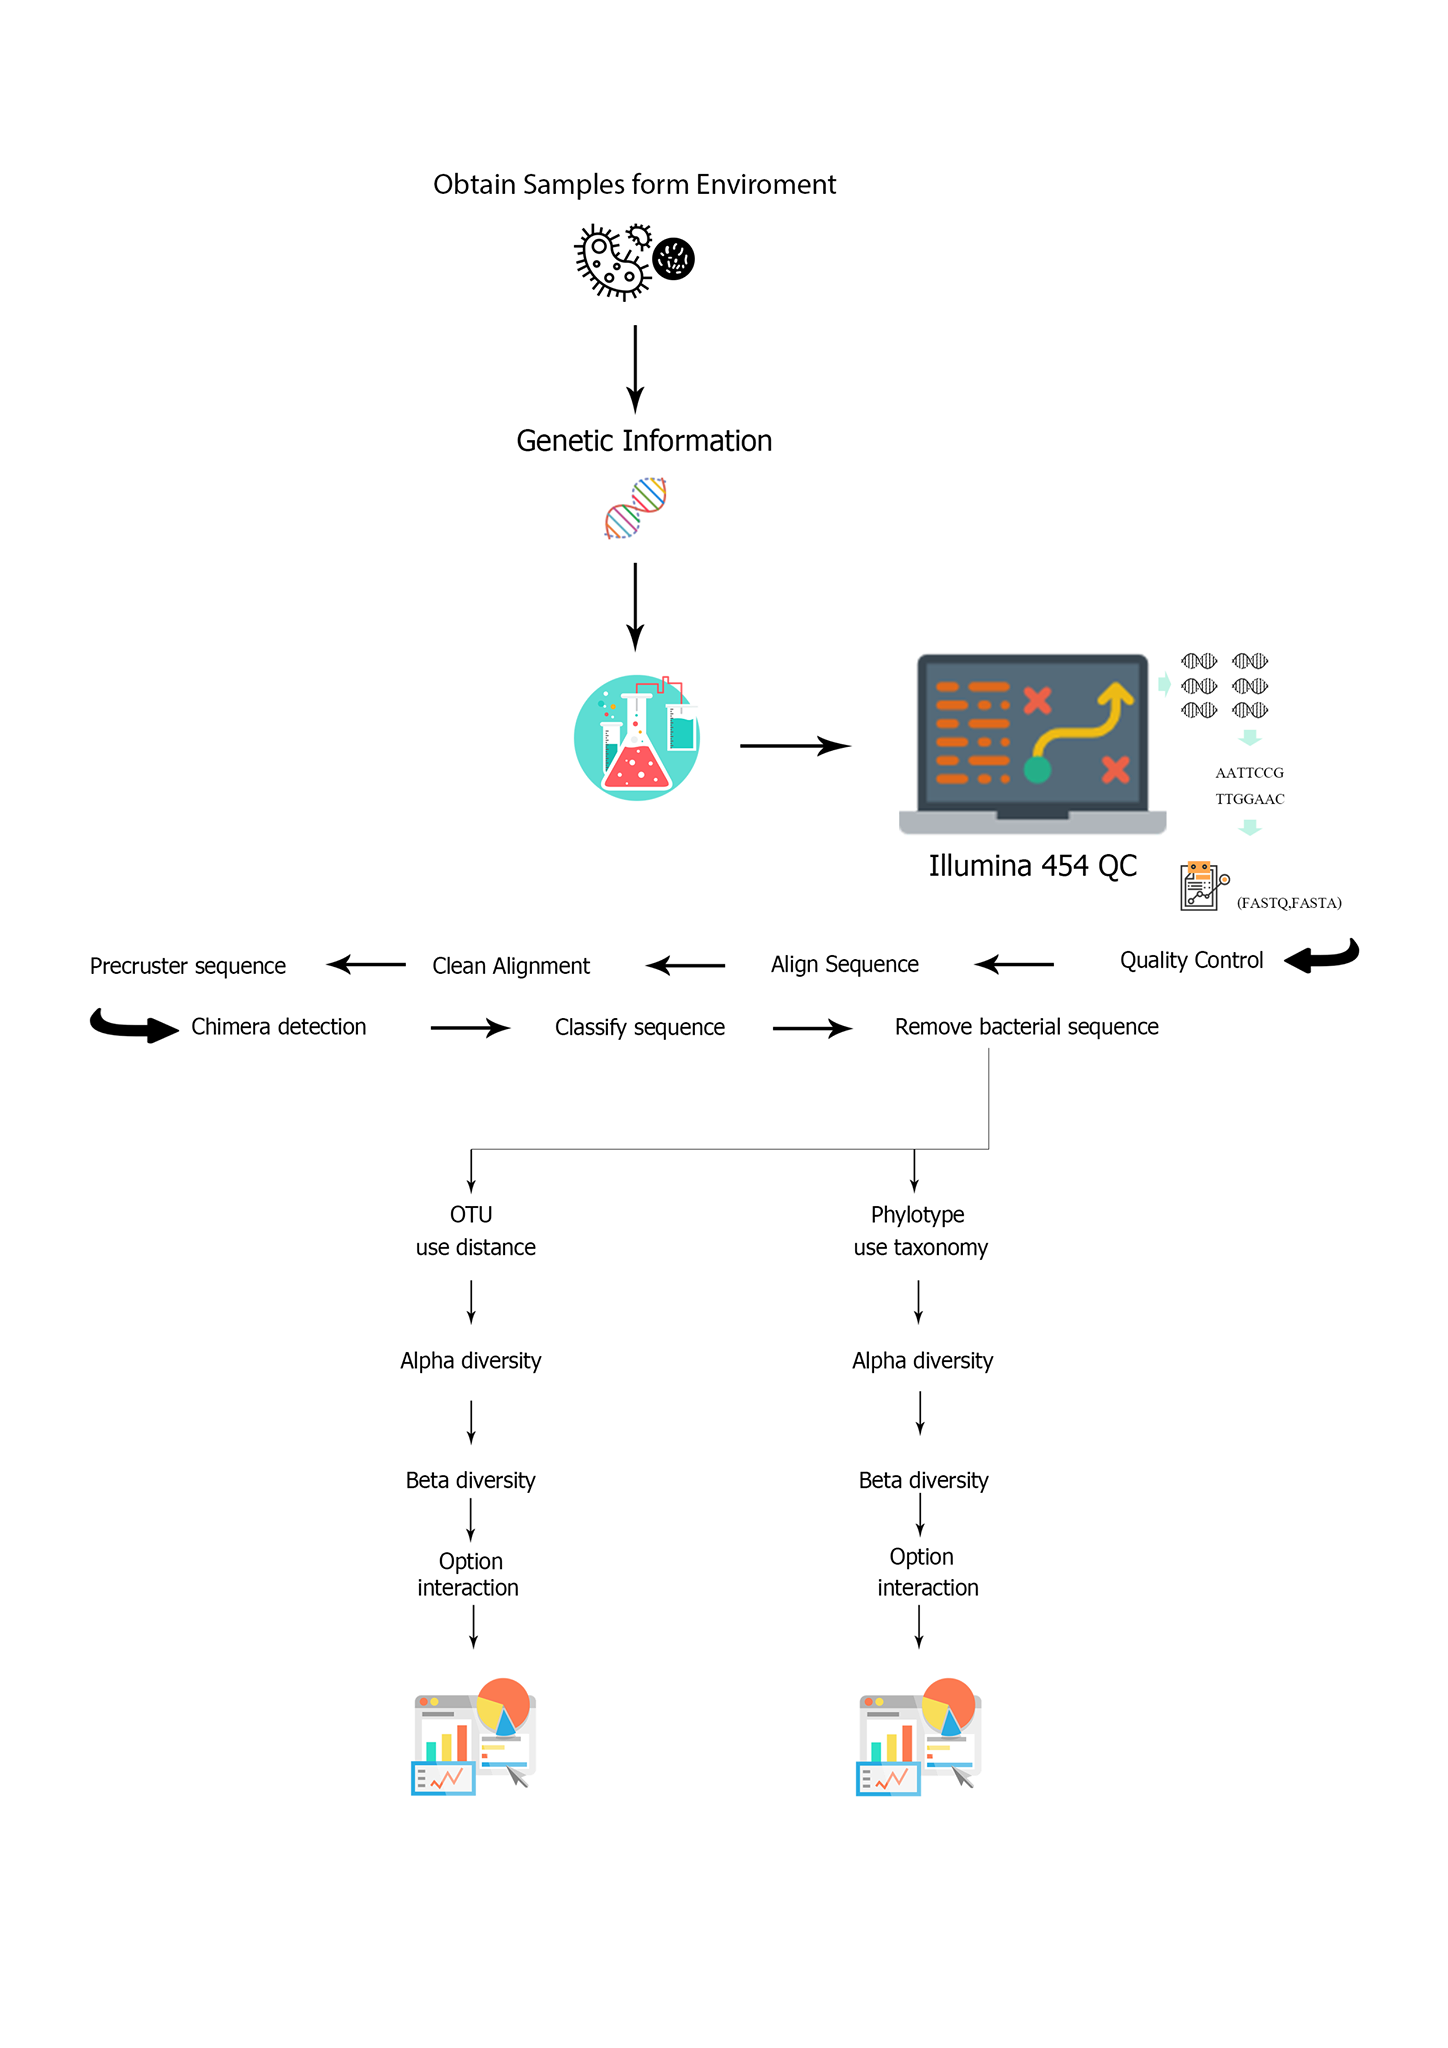 Obtain Samples form Enviroment
Genetic Information
AATTCCG
TTGGAAC
Illumina 454 QC
(FASTQ,FASTA)
Quality Control
Align Sequence
Clean Alignment
Precruster sequence
Chimera detection
Classify sequence
Remove bacterial sequence
OTU
use distance
Phylotype
use taxonomy
Alpha diversity
Alpha diversity
Beta diversity
Beta diversity
Option
interaction
Option
interaction